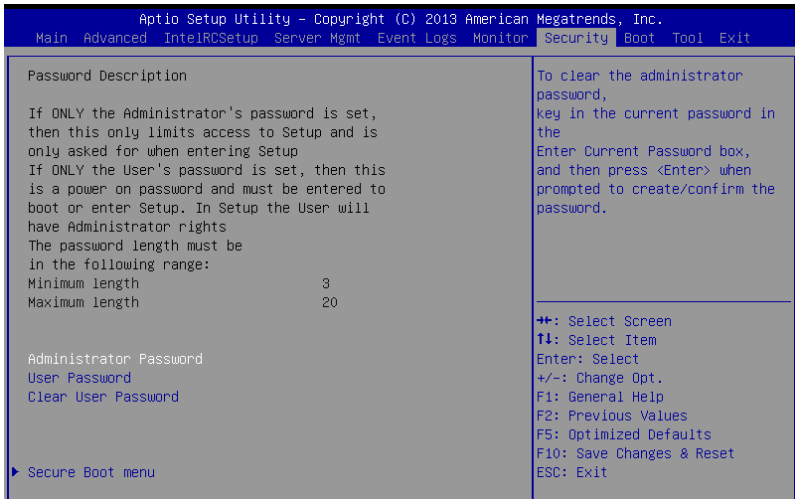 Aptio Setup Utility – Copyright (C) 2013 American Megatrends, Inc.
Main Advanced IntelRCSetup Server Mgmt Event Logs Monitor Security Boot Tool Exit
Password Description
If ONLY the Administrator's password is set,
then this only limits access to Setup and is
only asked for when entering Setup
If ONLY the User's password is set, then this
is a power on password and must be entered to
boot or enter Setup. In Setup the User will
have Administrator rights
The password length must be
in the following range:
Minimum length 3
Maximum length 20
Administrator Password
User Password
Clear User Password
Secure Boot menu
To clear the administrator
password,
key in the current password in
the
Enter Current Password box,
and then press <Enter> when
prompted to create/confirm the
password.
→←: Select Screen
↑↓: Select Item
Enter: Select
+/-: Change Opt.
F1: General Help
F2: Previous Values
F5: Optimized Defaults
F10: Save Changes & Reset
ESC: Exit